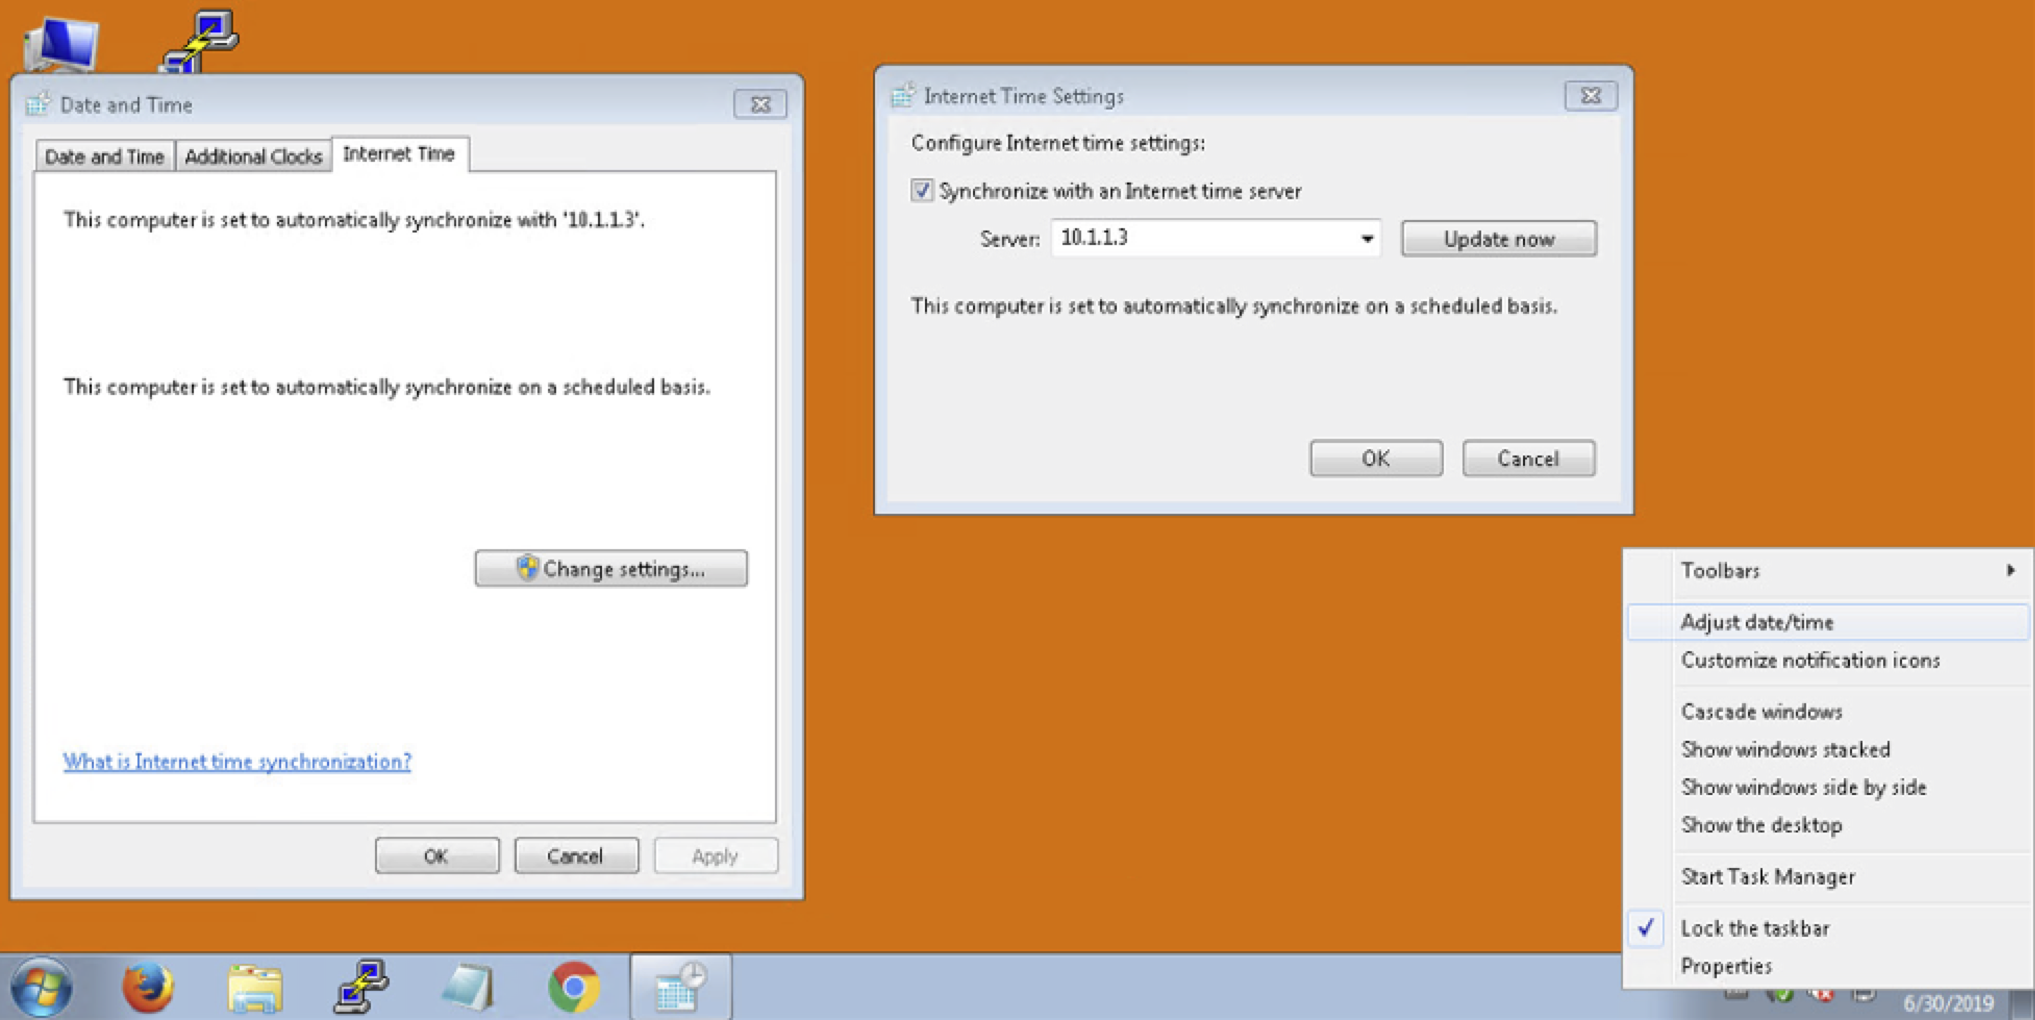 Date and Time
Date and Time
Additional Clocks
Internet Time
This computer is set to automatically synchronize with '10.1.1.3'.
This computer is set to automatically synchronize on a scheduled basis.
Change settings...
What is Internet time synchronization?
OK
Cancel
Apply
Internet Time Settings
Configure Internet time settings:
Synchronize with an Internet time server
Server: 10.1.1.3
Update now
This computer is set to automatically synchronize on a scheduled basis.
OK
Cancel
Toolbars
Adjust date/time
Customize notification icons
Cascade windows
Show windows stacked
Show windows side by side
Show the desktop
Start Task Manager
Lock the taskbar
Properties
6/30/2019